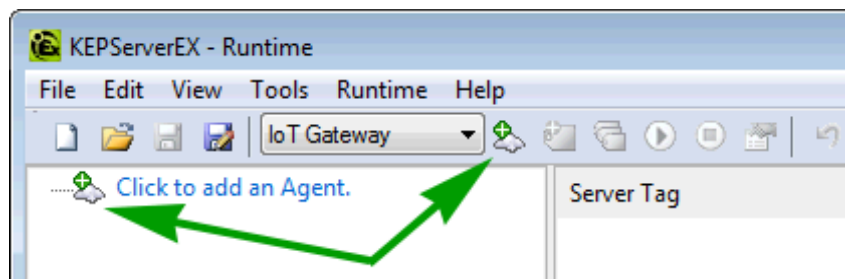 KEPServerEX - Runtime
File Edit View Tools Runtime Help
IoT Gateway
Click to add an Agent.
Server Tag